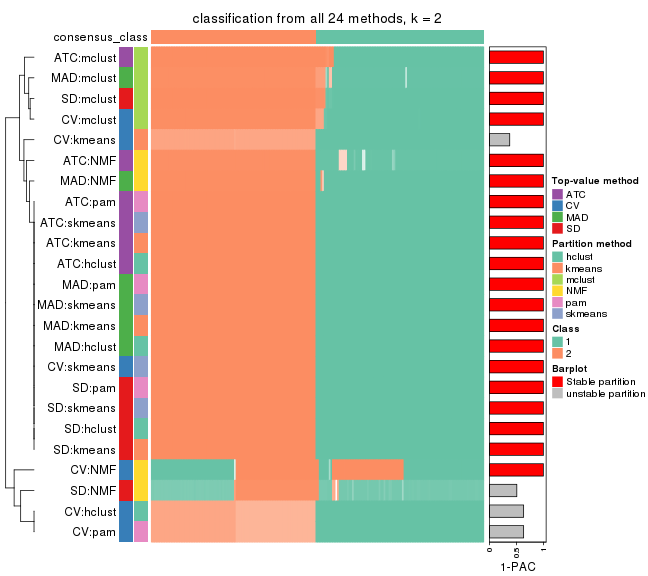 classification from all 24 methods, k = 2
consensus_class
ATC:mclust
MAD:mclust
SD:mclust
CV:mclust
CV:kmeans
ATC:NMF
MAD:NMF
ATC:pam
ATC:skmeans
ATC:kmeans
ATC:hclust
MAD:pam
MAD:skmeans
MAD:kmeans
MAD:hclust
CV:skmeans
SD:pam
SD:skmeans
SD:hclust
SD:kmeans
CV:NMF
SD:NMF
CV:hclust
CV:pam
0
0.5
1
1-PAC
Top-value method
ATC
CV
MAD
SD
Partition method
hclust
kmeans
mclust
NMF
pam
skmeans
Class
1
2
Barplot
Stable partition
unstable partition